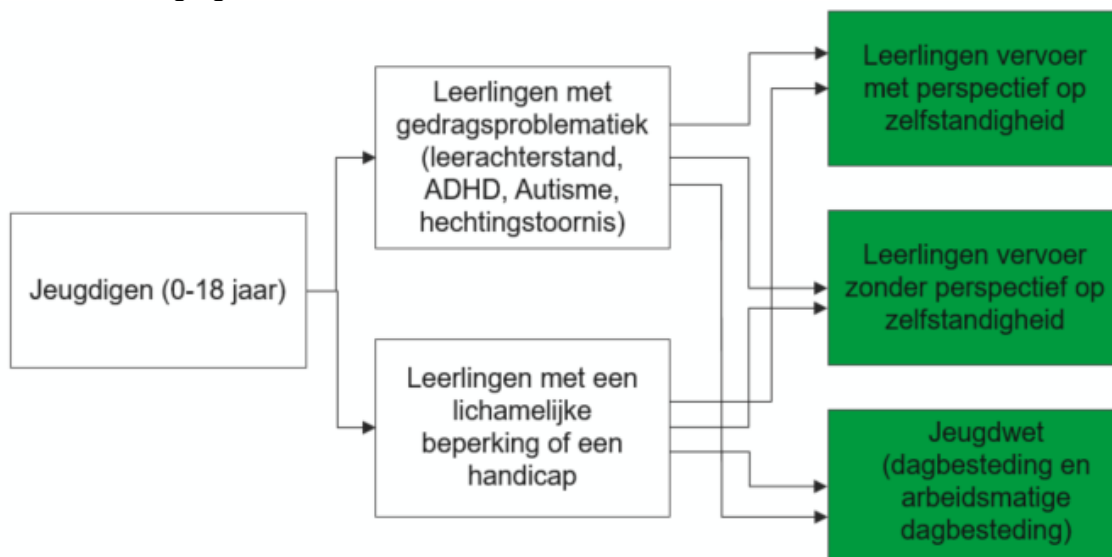 Jeugdigen (0-18 jaar)
Leerlingen met
gedragsproblematiek
(leerachterstand,
ADHD, Autisme,
hechtingstoornis)
Leerlingen met een
lichamelijke
beperking of een
handicap
Leerlingen vervoer
met perspectief op
zelfstandigheid
Leerlingen vervoer
zonder perspectief op
zelfstandigheid
Jeugdwet
(dagbesteding en
arbeidsmatige
dagbesteding)